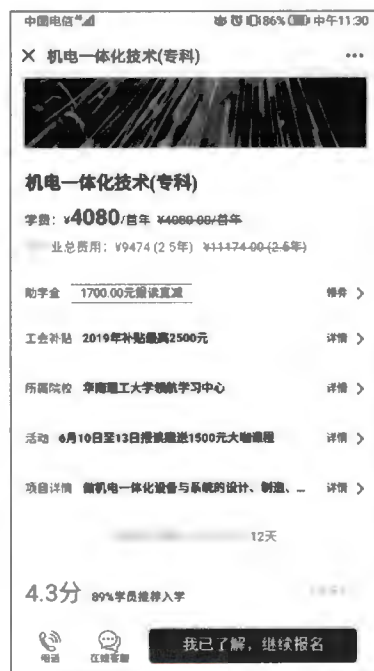 中国电信 86% 中午11:30
机电一体化技术(专科)
机电一体化技术(专科)
学费：¥4080/首年 ¥4080.00/首年
业总费用：¥9474 (2.5年) ¥11174.00 (2.5年)
助学金 1700.00元报读直减
工会补贴 2019年补贴最高2500元 详情 >
所属院校 华南理工大学领航学习中心 详情 >
活动 6月10日至13日报读最送1500元大咖课程 详情 >
项目详情 做机电一体化设备与系统的设计、制造、... 详情 >
12天
4.3分 89%学员推荐入学
电话 在线客服 我已了解，继续报名